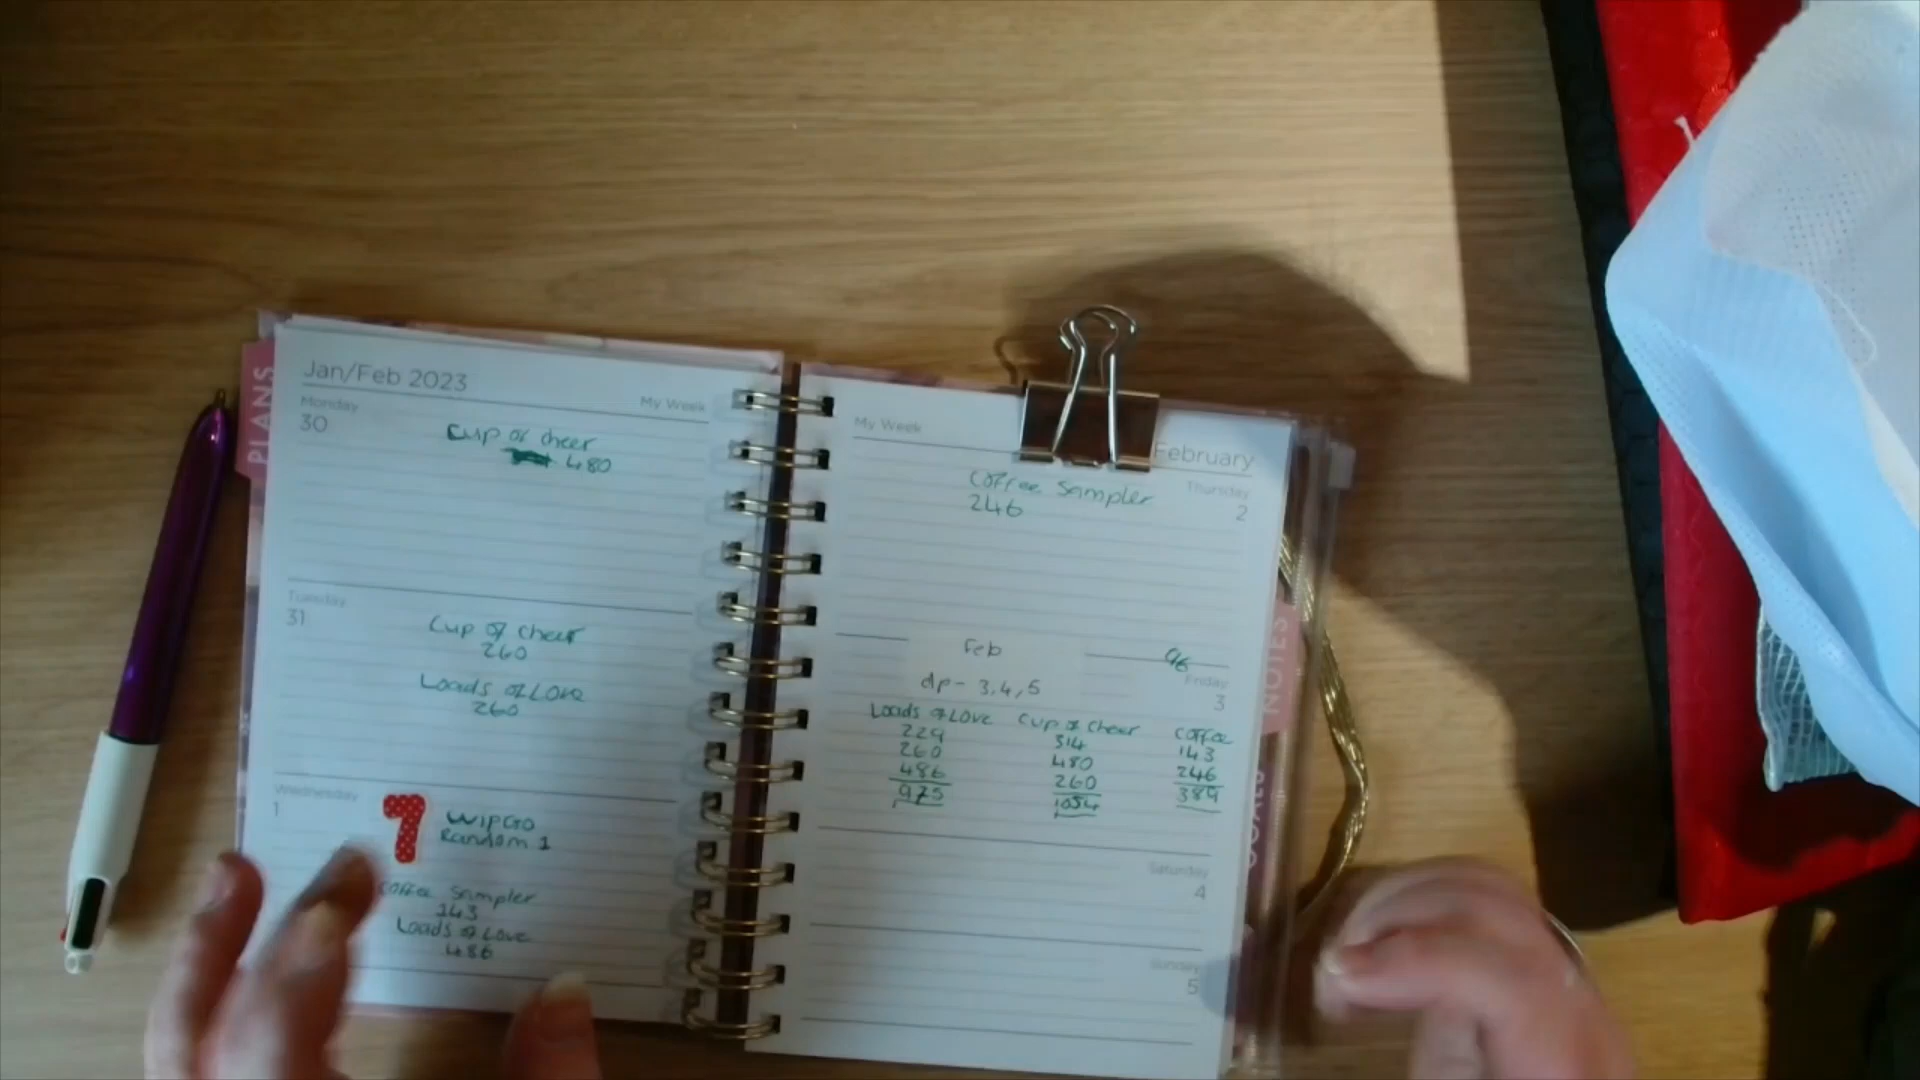 PLANS
Jan/Feb 2023
My Week
Monday
30
Cup of cheer
480
Tuesday
31
Cup of cheer
260
Loads of Love
260
Wednesday
1
7
WIPGO
Random 1
Coffee Sampler
143
Loads of Love
486
My Week
February
Thursday
2
Coffee Sampler
246
Feb
dp - 3,4,5
Friday
3
Loads of Love
229
260
486
975
Cup of Cheer
314
480
260
1054
Coffee
143
246
389
Saturday
4
Sunday
5
NOTES
GOALS